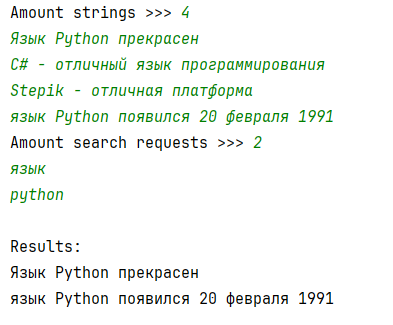 Amount strings >>> 4
Язык Python прекрасен
C# - отличный язык программирования
Stepik - отличная платформа
язык Python появился 20 февраля 1991
Amount search requests >>> 2
язык
python
Results:
Язык Python прекрасен
язык Python появился 20 февраля 1991